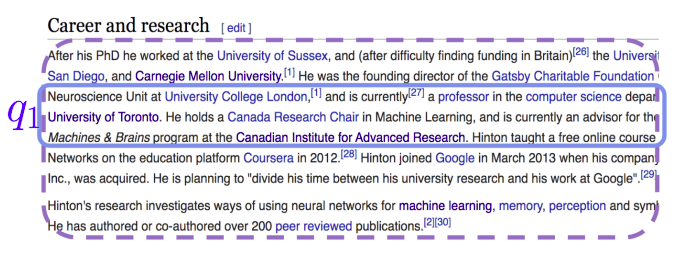 Career and research [ edit ]
After his PhD he worked at the University of Sussex, and (after difficulty finding funding in Britain)[26] the
San Diego, and Carnegie Mellon University.[1] He was the founding director of the Gatsby Charitable Foundation
q1
Neuroscience Unit at University College London,[1] and is currently[27] a professor in the computer science
University of Toronto. He holds a Canada Research Chair in Machine Learning, and is currently an advisor for the
Machines & Brains program at the Canadian Institute for Advanced Research. Hinton taught a free online course
Networks on the education platform Coursera in 2012.[28] Hinton joined Google in March 2013 when his
Inc., was acquired. He is planning to "divide his time between his university research and his work at Google".[29]
Hinton's research investigates ways of using neural networks for machine learning, memory, perception and
He has authored or co-authored over 200 peer reviewed publications.[2][30]